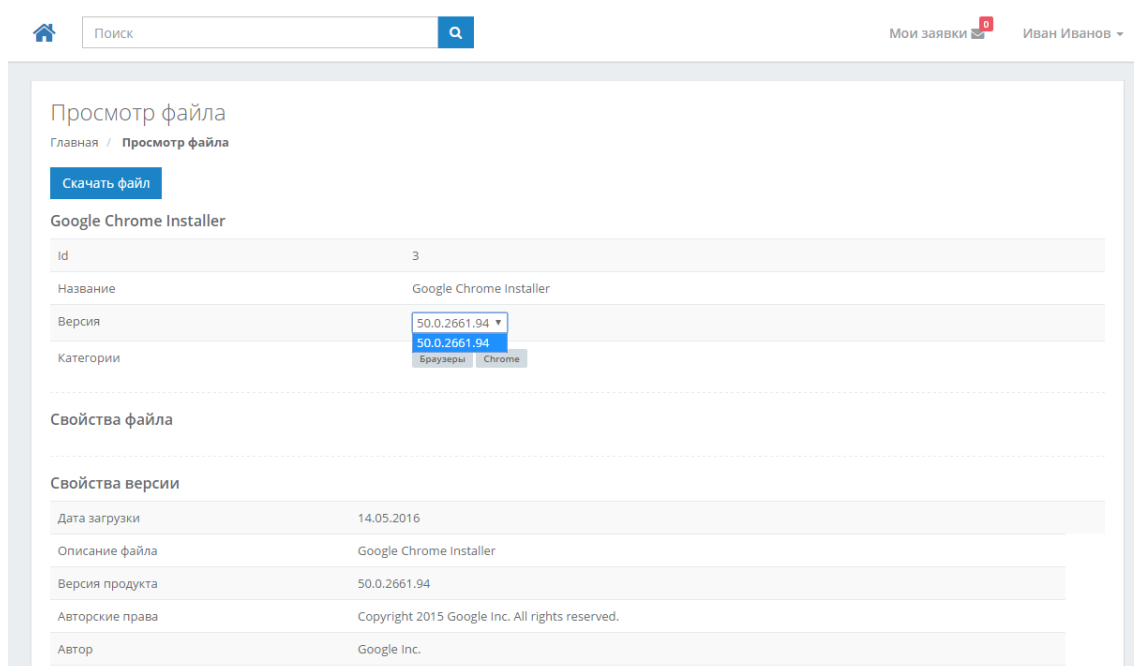 Поиск
Мои заявки 0 Иван Иванов
Просмотр файла
Главная / Просмотр файла
Скачать файл
Google Chrome Installer
Id 3
Название Google Chrome Installer
Версия 50.0.2661.94
50.0.2661.94
Категории Браузеры Chrome
Свойства файла
Свойства версии
Дата загрузки 14.05.2016
Описание файла Google Chrome Installer
Версия продукта 50.0.2661.94
Авторские права Copyright 2015 Google Inc. All rights reserved.
Автор Google Inc.